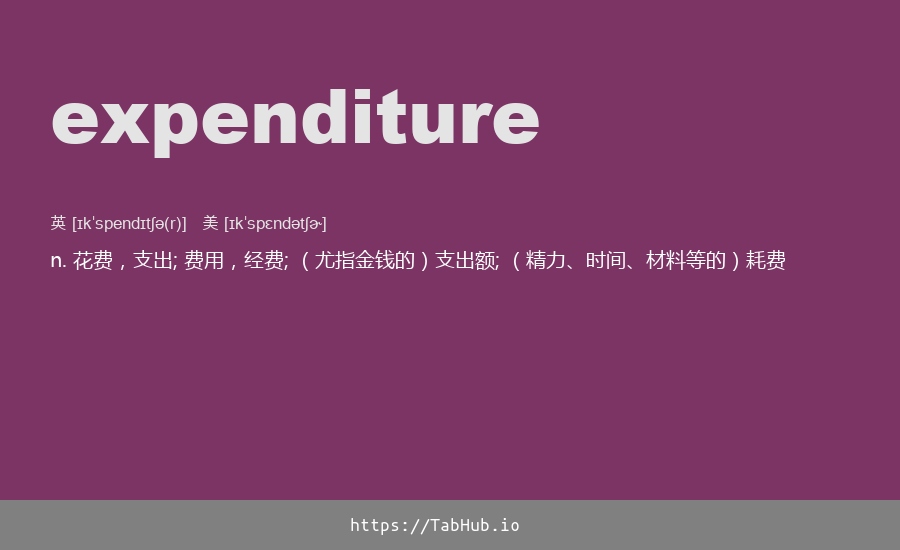 expenditure
英 [ɪkˈspendɪtʃə(r)] 美 [ɪkˈspɛndətʃɚ]
n. 花费，支出; 费用，经费; （尤指金钱的）支出额; （精力、时间、材料等的）耗费
https://TabHub.io